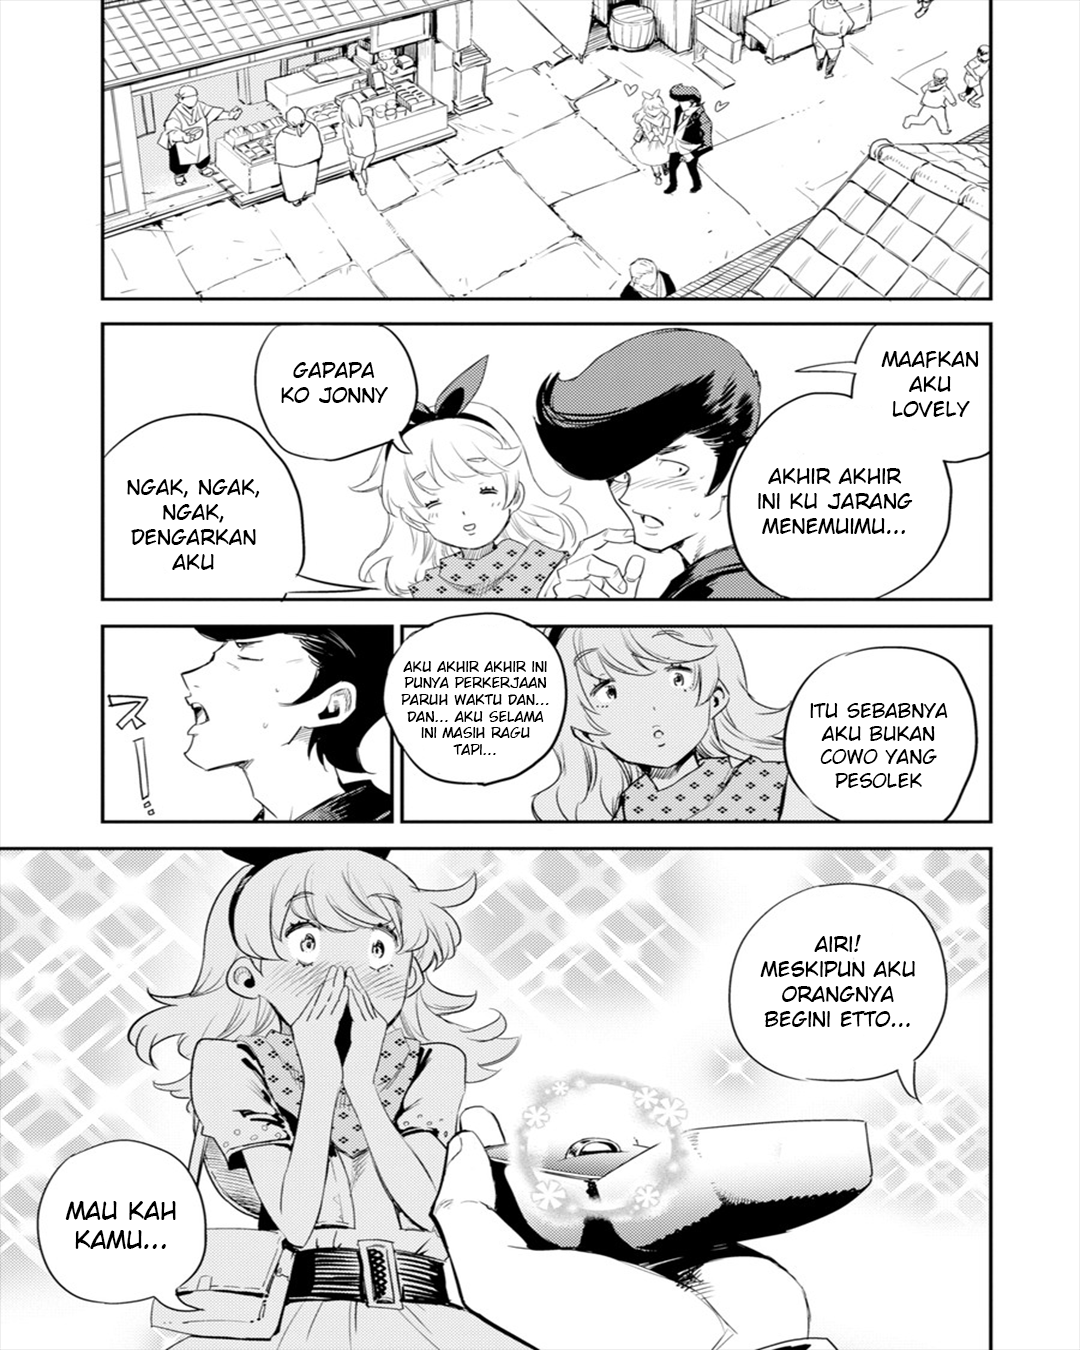 MAAFKAN
AKU
LOVELY
AKHIR AKHIR
INI KU JARANG
MENEMUIMU...
GAPAPA
KO JONNY
NGAK, NGAK,
NGAK,
DENGARKAN
AKU
ITU SEBABNYA
AKU BUKAN
COWO YANG
PESOLEK
AKU AKHIR AKHIR INI
PUNYA PERKERJAAN
PARUH WAKTU DAN...
DAN... AKU SELAMA
INI MASIH RAGU
TAPI...
スー...
AIRI!
MESKIPUN AKU
ORANGNYA
BEGINI ETTO...
MAU KAH
KAMU...